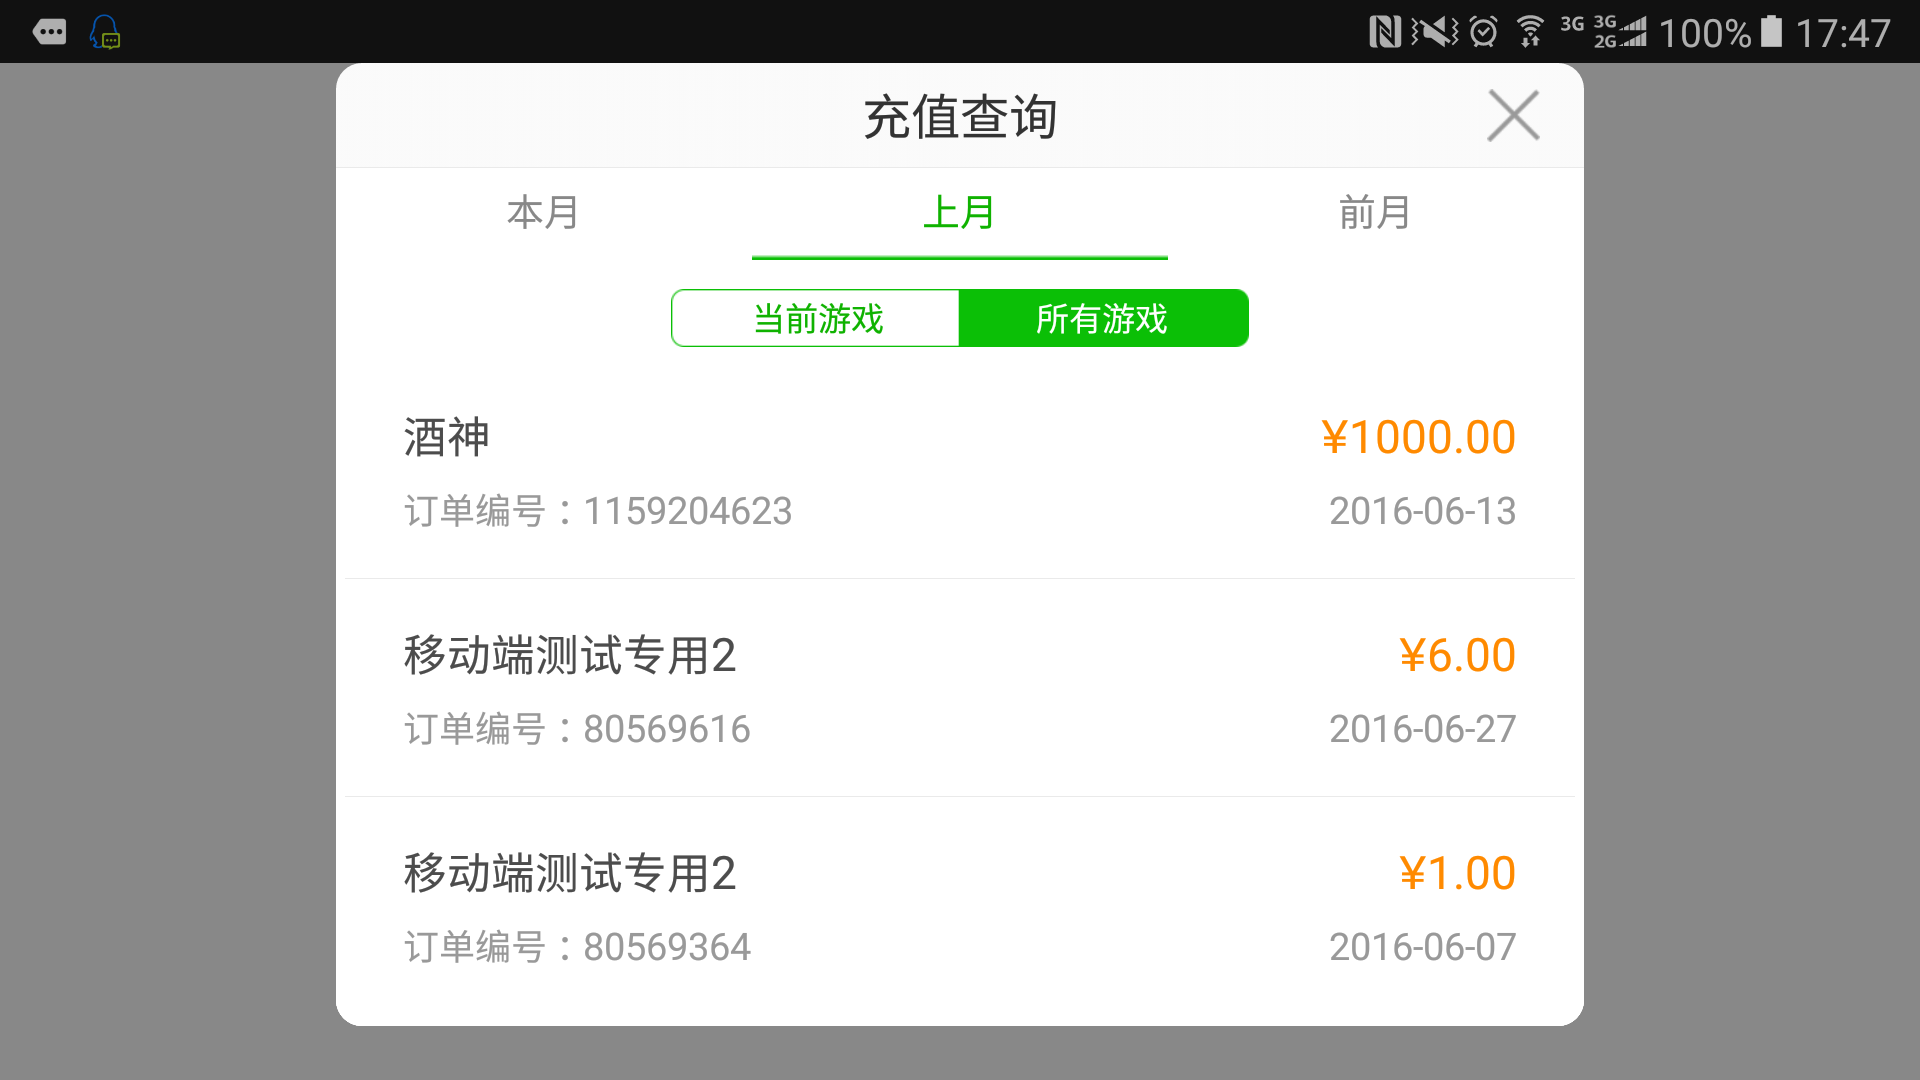 3G 3G 2G 100% 17:47
充值查询
本月 上月 前月
当前游戏 所有游戏
酒神 ¥1000.00
订单编号：1159204623 2016-06-13
移动端测试专用2 ¥6.00
订单编号：80569616 2016-06-27
移动端测试专用2 ¥1.00
订单编号：80569364 2016-06-07